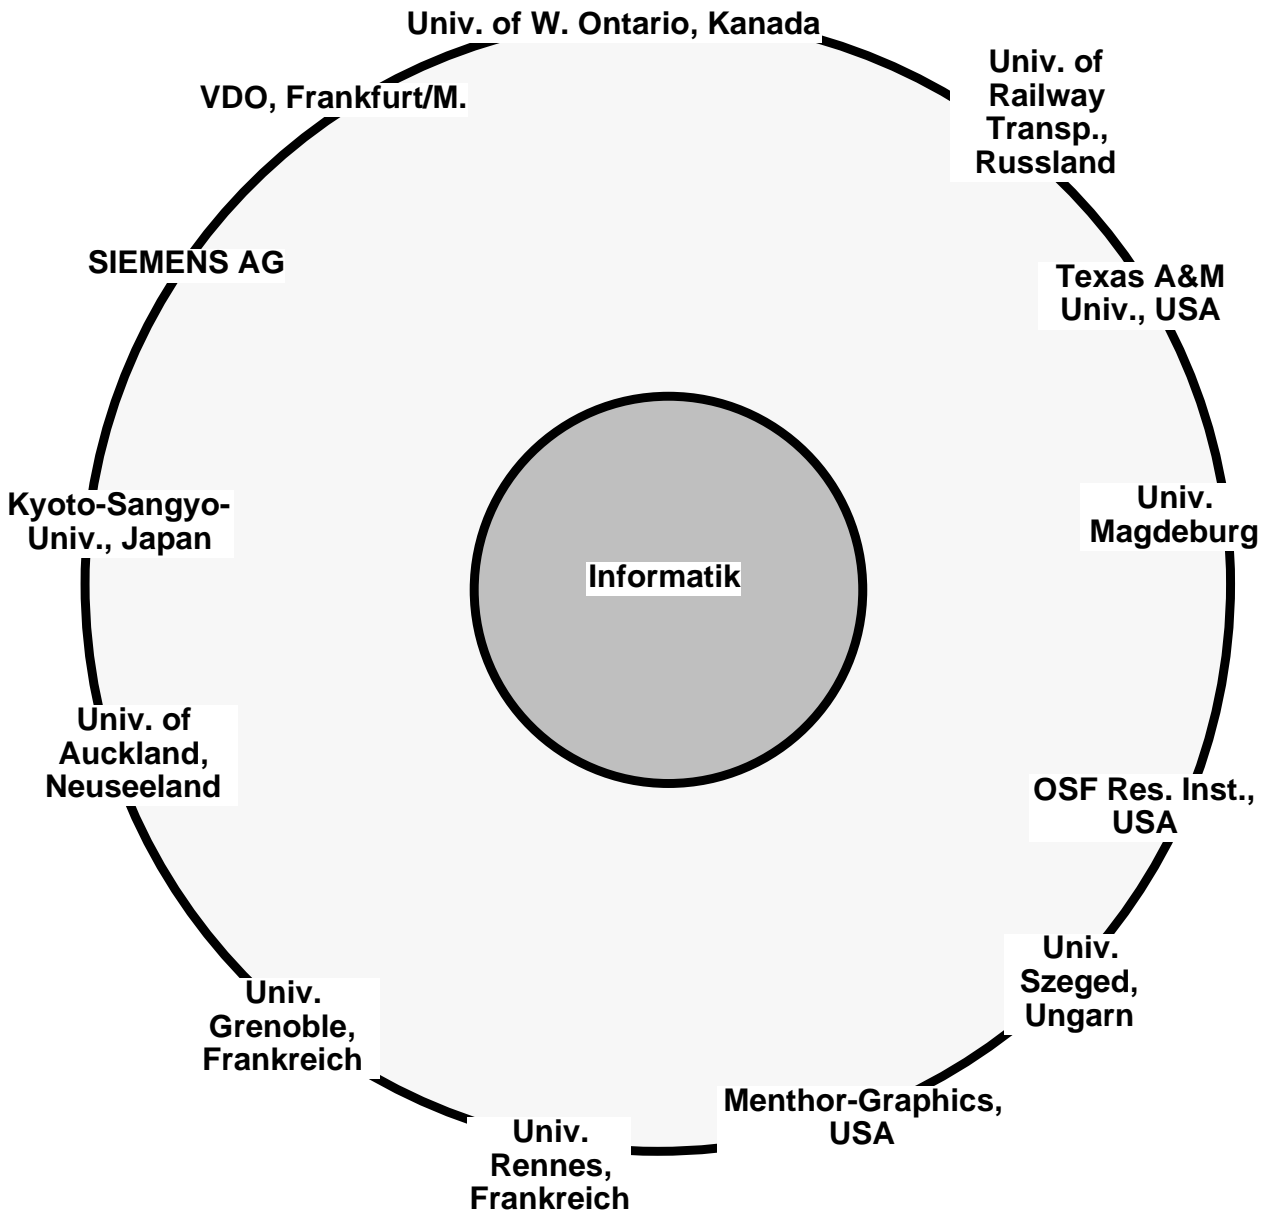 Univ. of W. Ontario, Kanada
VDO, Frankfurt/M.
Univ. of
Railway
Transp.,
Russland
SIEMENS AG
Texas A&M
Univ., USA
Kyoto-Sangyo-
Univ., Japan
Univ.
Magdeburg
Informatik
Univ. of
Auckland,
Neuseeland
OSF Res. Inst.,
USA
Univ.
Szeged,
Ungarn
Univ.
Grenoble,
Frankreich
Menthor-Graphics,
USA
Univ.
Rennes,
Frankreich